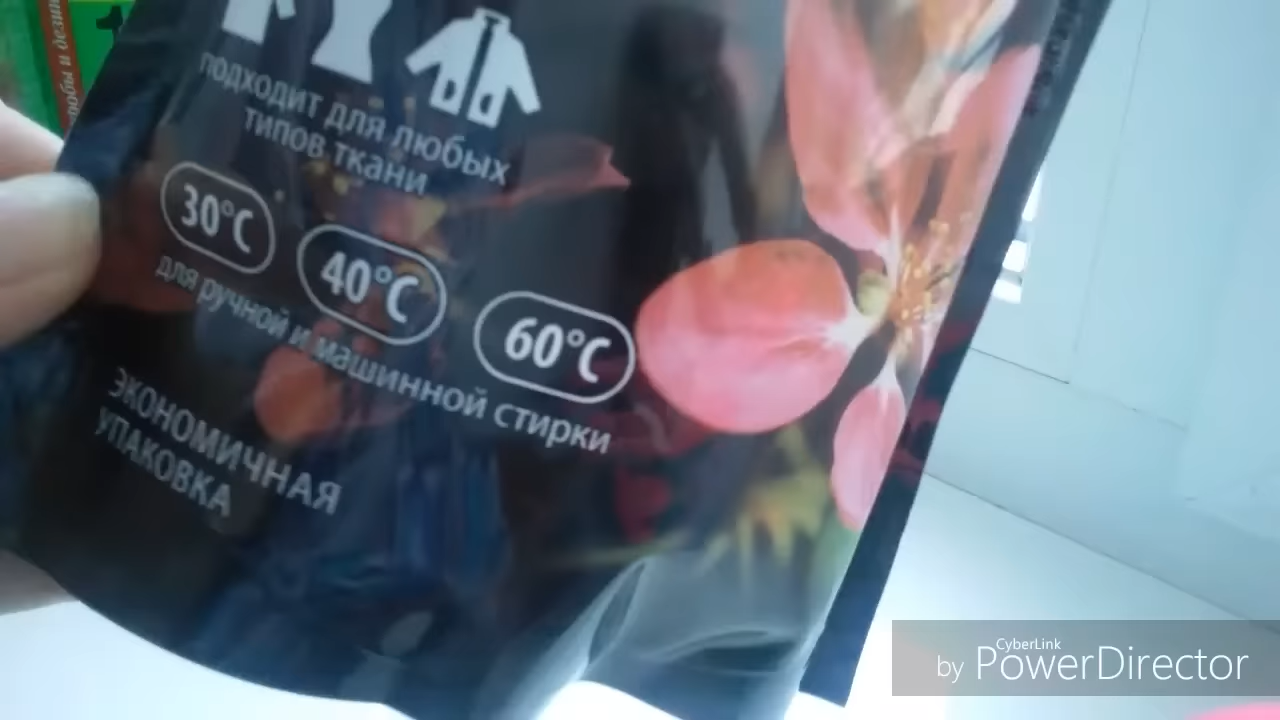 подходит для любых
типов ткани
30°C
40°C
60°C
для ручной и машинной стирки
ЭКОНОМИЧНАЯ
УПАКОВКА
CyberLink
by PowerDirector